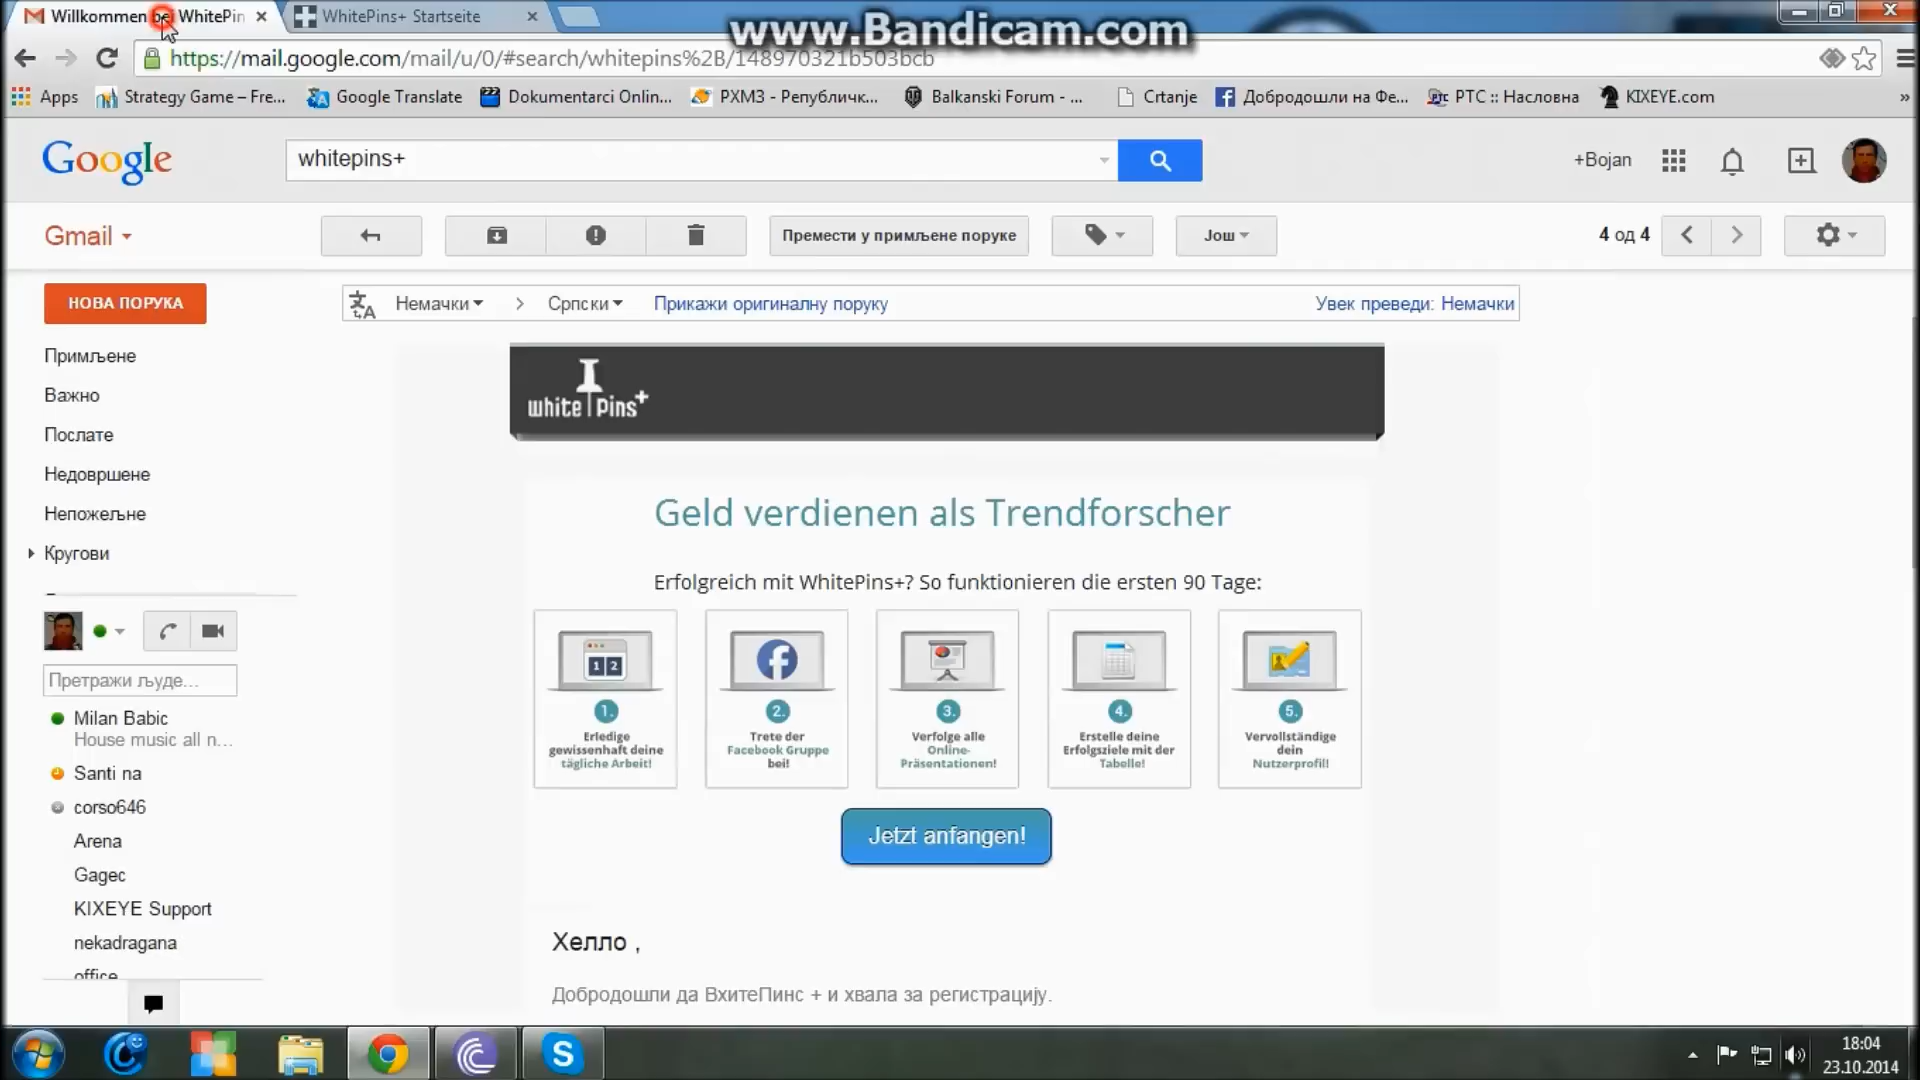 Willkommen bei WhitePin
WhitePins+ Startseite
www.Bandicam.com
https://mail.google.com/mail/u/0/#search/whitepins%2B/148970321b503bcb
Apps
Strategy Game – Fre...
Google Translate
Dokumentarci Onlin...
РХМЗ - Републичк...
Balkanski Forum - ...
Crtanje
Добродошли на Фе...
РТС :: Насловна
KIXEYE.com
»
Google
whitepins+
+Bojan
Gmail
Премести у примљене поруке
Још
4 од 4
НОВА ПОРУКА
Немачки
Српски
Прикажи оригиналну поруку
Увек преведи: Немачки
Примљене
Важно
Послате
Недовршене
Непожељне
Кругови
white Pins+
Geld verdienen als Trendforscher
Erfolgreich mit WhitePins+? So funktionieren die ersten 90 Tage:
1 2
1.
Erledige
gewissenhaft deine
tägliche Arbeit!
2.
Trete der
Facebook Gruppe
bei!
3.
Verfolge alle
Online-
Präsentationen!
4.
Erstelle deine
Erfolgsziele mit der
Tabelle!
5.
Vervollständige
dein
Nutzerprofil!
Jetzt anfangen!
Хелло ,
Добродошли да ВхитеПинс + и хвала за регистрацију.
Претражи људе...
Milan Babic
House music all n...
Santi na
corso646
Arena
Gagec
KIXEYE Support
nekadragana
office
18:04
23.10.2014